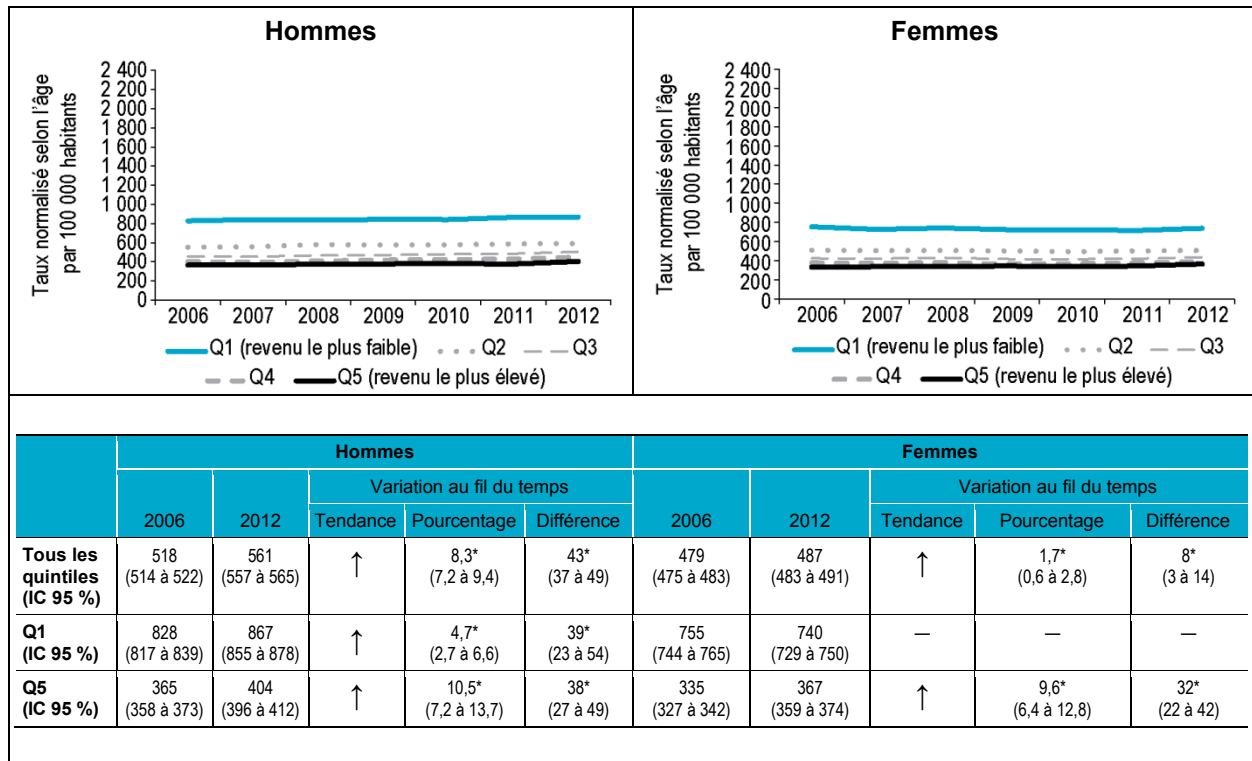 Hommes
Taux normalisé selon l'âge
par 100 000 habitants
2 400
2 200
2 000
1 800
1 600
1 400
1 200
1 000
800
600
400
200
0
2006 2007 2008 2009 2010 2011 2012
Q1 (revenu le plus faible) Q2 Q3
Q4 Q5 (revenu le plus élevé)
Femmes
Taux normalisé selon l'âge
par 100 000 habitants
2 400
2 200
2 000
1 800
1 600
1 400
1 200
1 000
800
600
400
200
0
2006 2007 2008 2009 2010 2011 2012
Q1 (revenu le plus faible) Q2 Q3
Q4 Q5 (revenu le plus élevé)
Hommes Femmes
Variation au fil du temps Variation au fil du temps
2006 2012 Tendance Pourcentage Différence 2006 2012 Tendance Pourcentage Différence
Tous les quintiles (IC 95 %) 518 (514 à 522) 561 (557 à 565) ↑ 8,3* (7,2 à 9,4) 43* (37 à 49) 479 (475 à 483) 487 (483 à 491) ↑ 1,7* (0,6 à 2,8) 8* (3 à 14)
Q1 (IC 95 %) 828 (817 à 839) 867 (855 à 878) ↑ 4,7* (2,7 à 6,6) 39* (23 à 54) 755 (744 à 765) 740 (729 à 750) — — —
Q5 (IC 95 %) 365 (358 à 373) 404 (396 à 412) ↑ 10,5* (7,2 à 13,7) 38* (27 à 49) 335 (327 à 342) 367 (359 à 374) ↑ 9,6* (6,4 à 12,8) 32* (22 à 42)